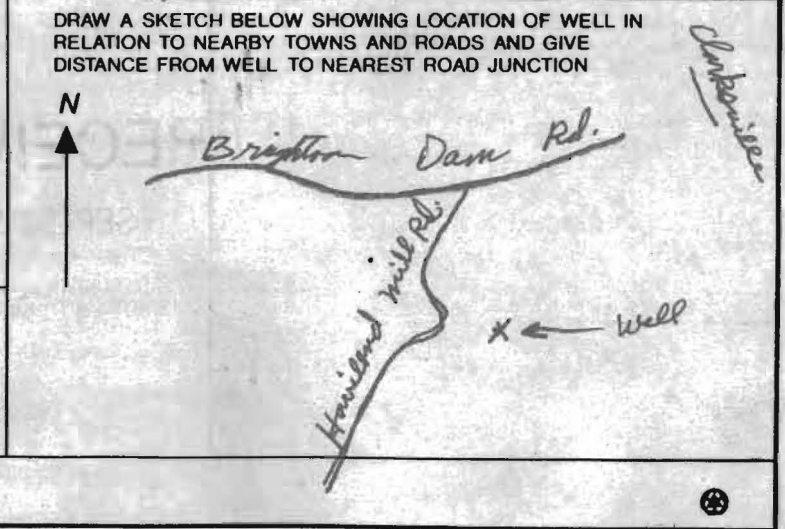 DRAW A SKETCH BELOW SHOWING LOCATION OF WELL IN
RELATION TO NEARBY TOWNS AND ROADS AND GIVE
DISTANCE FROM WELL TO NEAREST ROAD JUNCTION
Clarksville
N
Brighton Dam Rd.
Haviland Mill Rd.
X ← Well